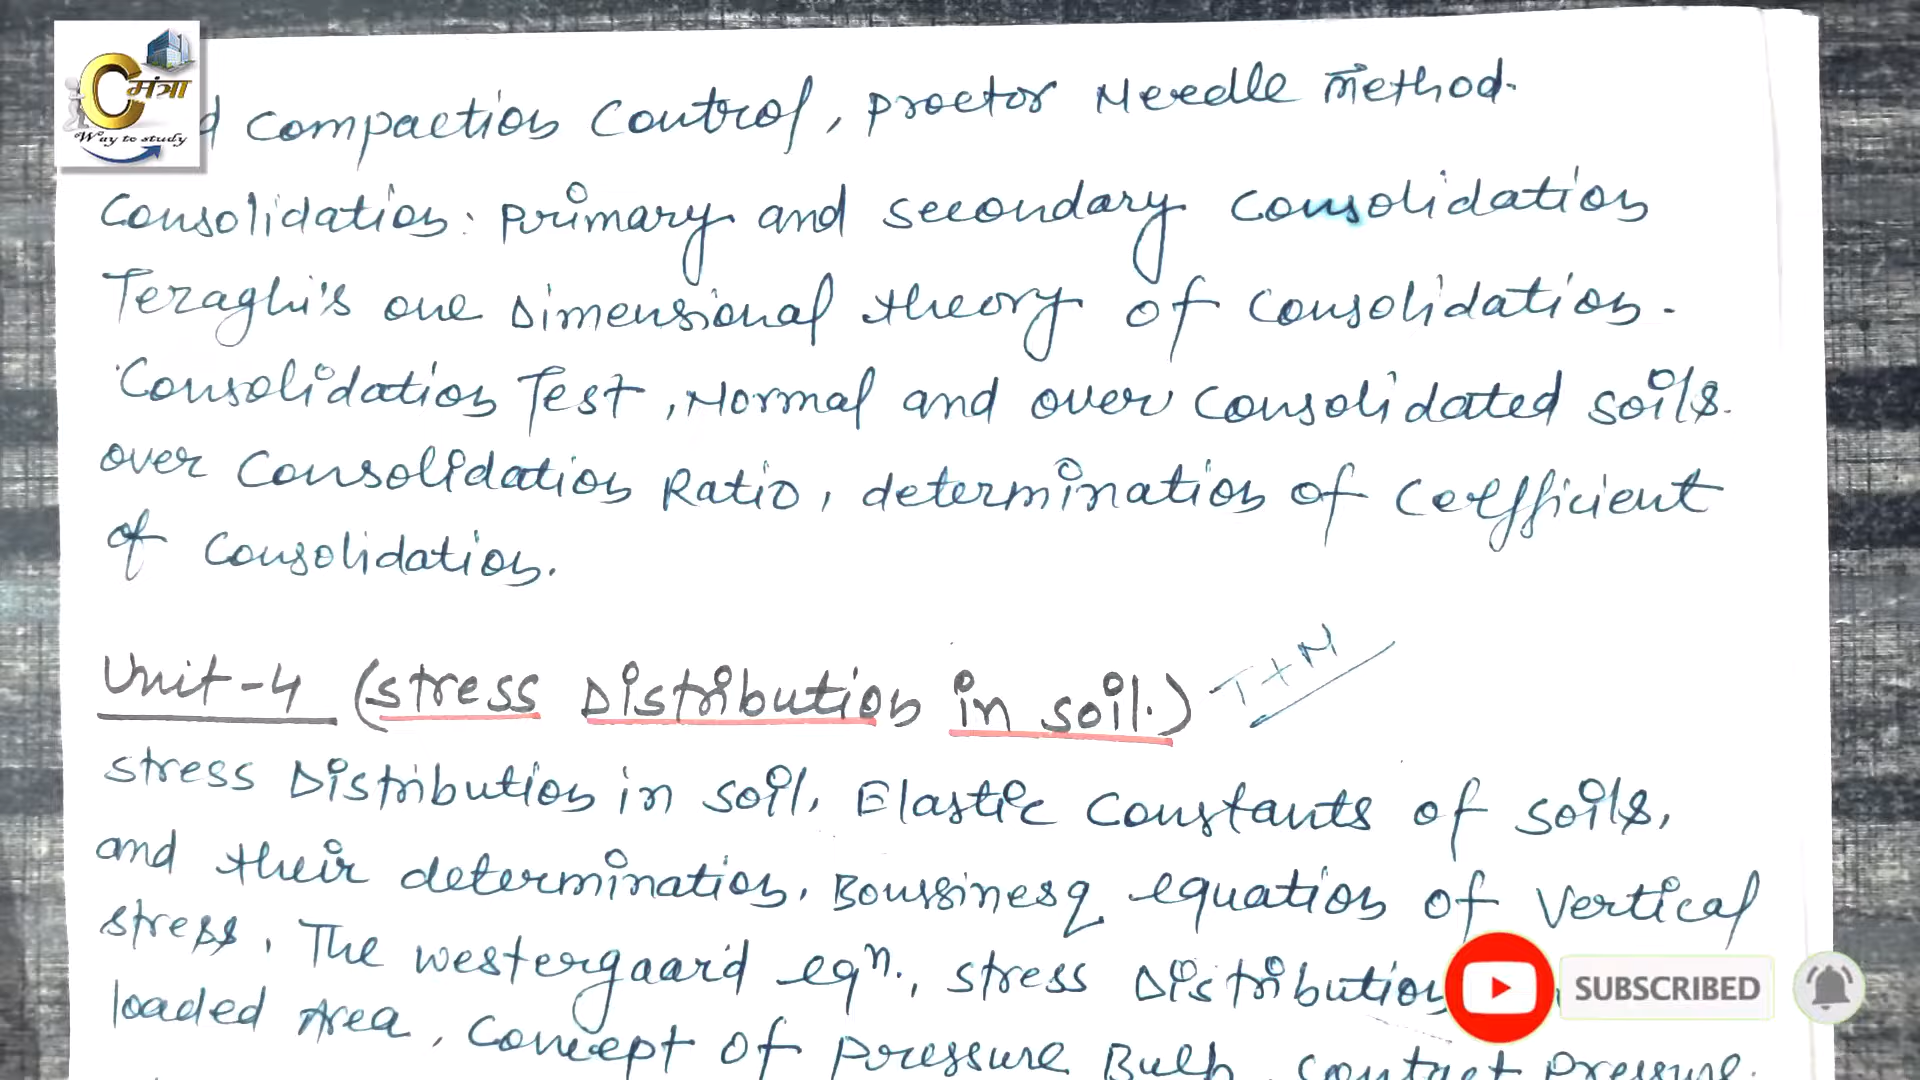 C मंत्रा
Way to study
d Compaction Control, Proctor Needle method.
Consolidation: Primary and secondary Consolidation
Teraghi's one Dimensional theory of Consolidation.
Consolidation Test, Normal and over Consolidated soils.
over Consolidation Ratio, determination of Cofficient
of Consolidation.
Unit-4 (stress Distribution in soil.) T+N
stress Distribution in soil, Elastic Constants of soils,
and their determination, Boussinesq equation of Vertical
stress, The westergaard eqn., stress Distribution
loaded Area, Concept of Pressure Bulb, Contact Pressure.
SUBSCRIBED